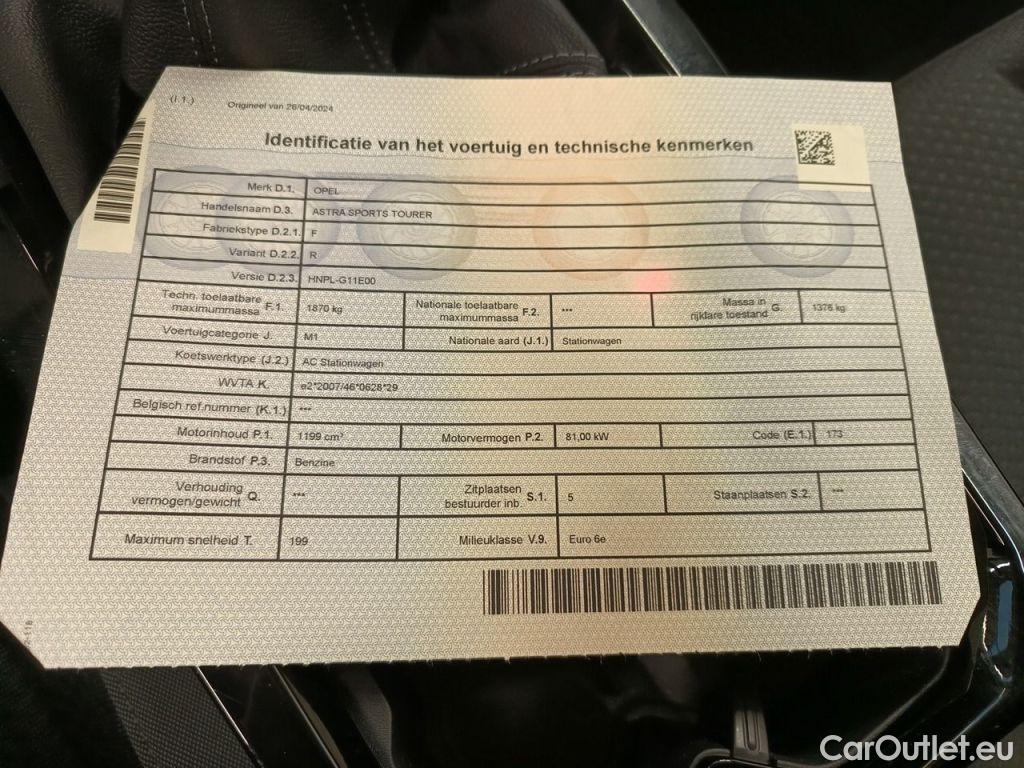 (I.1.) Origineel van 26/04/2024
Identificatie van het voertuig en technische kenmerken
Merk D.1. OPEL
Handelsnaam D.3. ASTRA SPORTS TOURER
Fabriekstype D.2.1. F
Variant D.2.2. R
Versie D.2.3. HNPL-G11E00
Techn. toelaatbare maximummassa F.1. 1870 kg Nationale toelaatbare maximummassa F.2. *** Massa in rijklare toestand G. 1376 kg
Voertuigcategorie J. M1 Nationale aard (J.1.) Stationwagen
Koetswerktype (J.2.) AC Stationwagen
WVTA K. e2*2007/46*0628*29
Belgisch ref.nummer (K.1.) ***
Motorinhoud P.1. 1199 cm³ Motorvermogen P.2. 81,00 kW Code (E.1.) 173
Brandstof P.3. Benzine
Verhouding vermogen/gewicht Q. *** Zitplaatsen bestuurder inb. S.1. 5 Staanplaatsen S.2. ***
Maximum snelheid T. 199 Milieuklasse V.9. Euro 6e
CarOutlet.eu